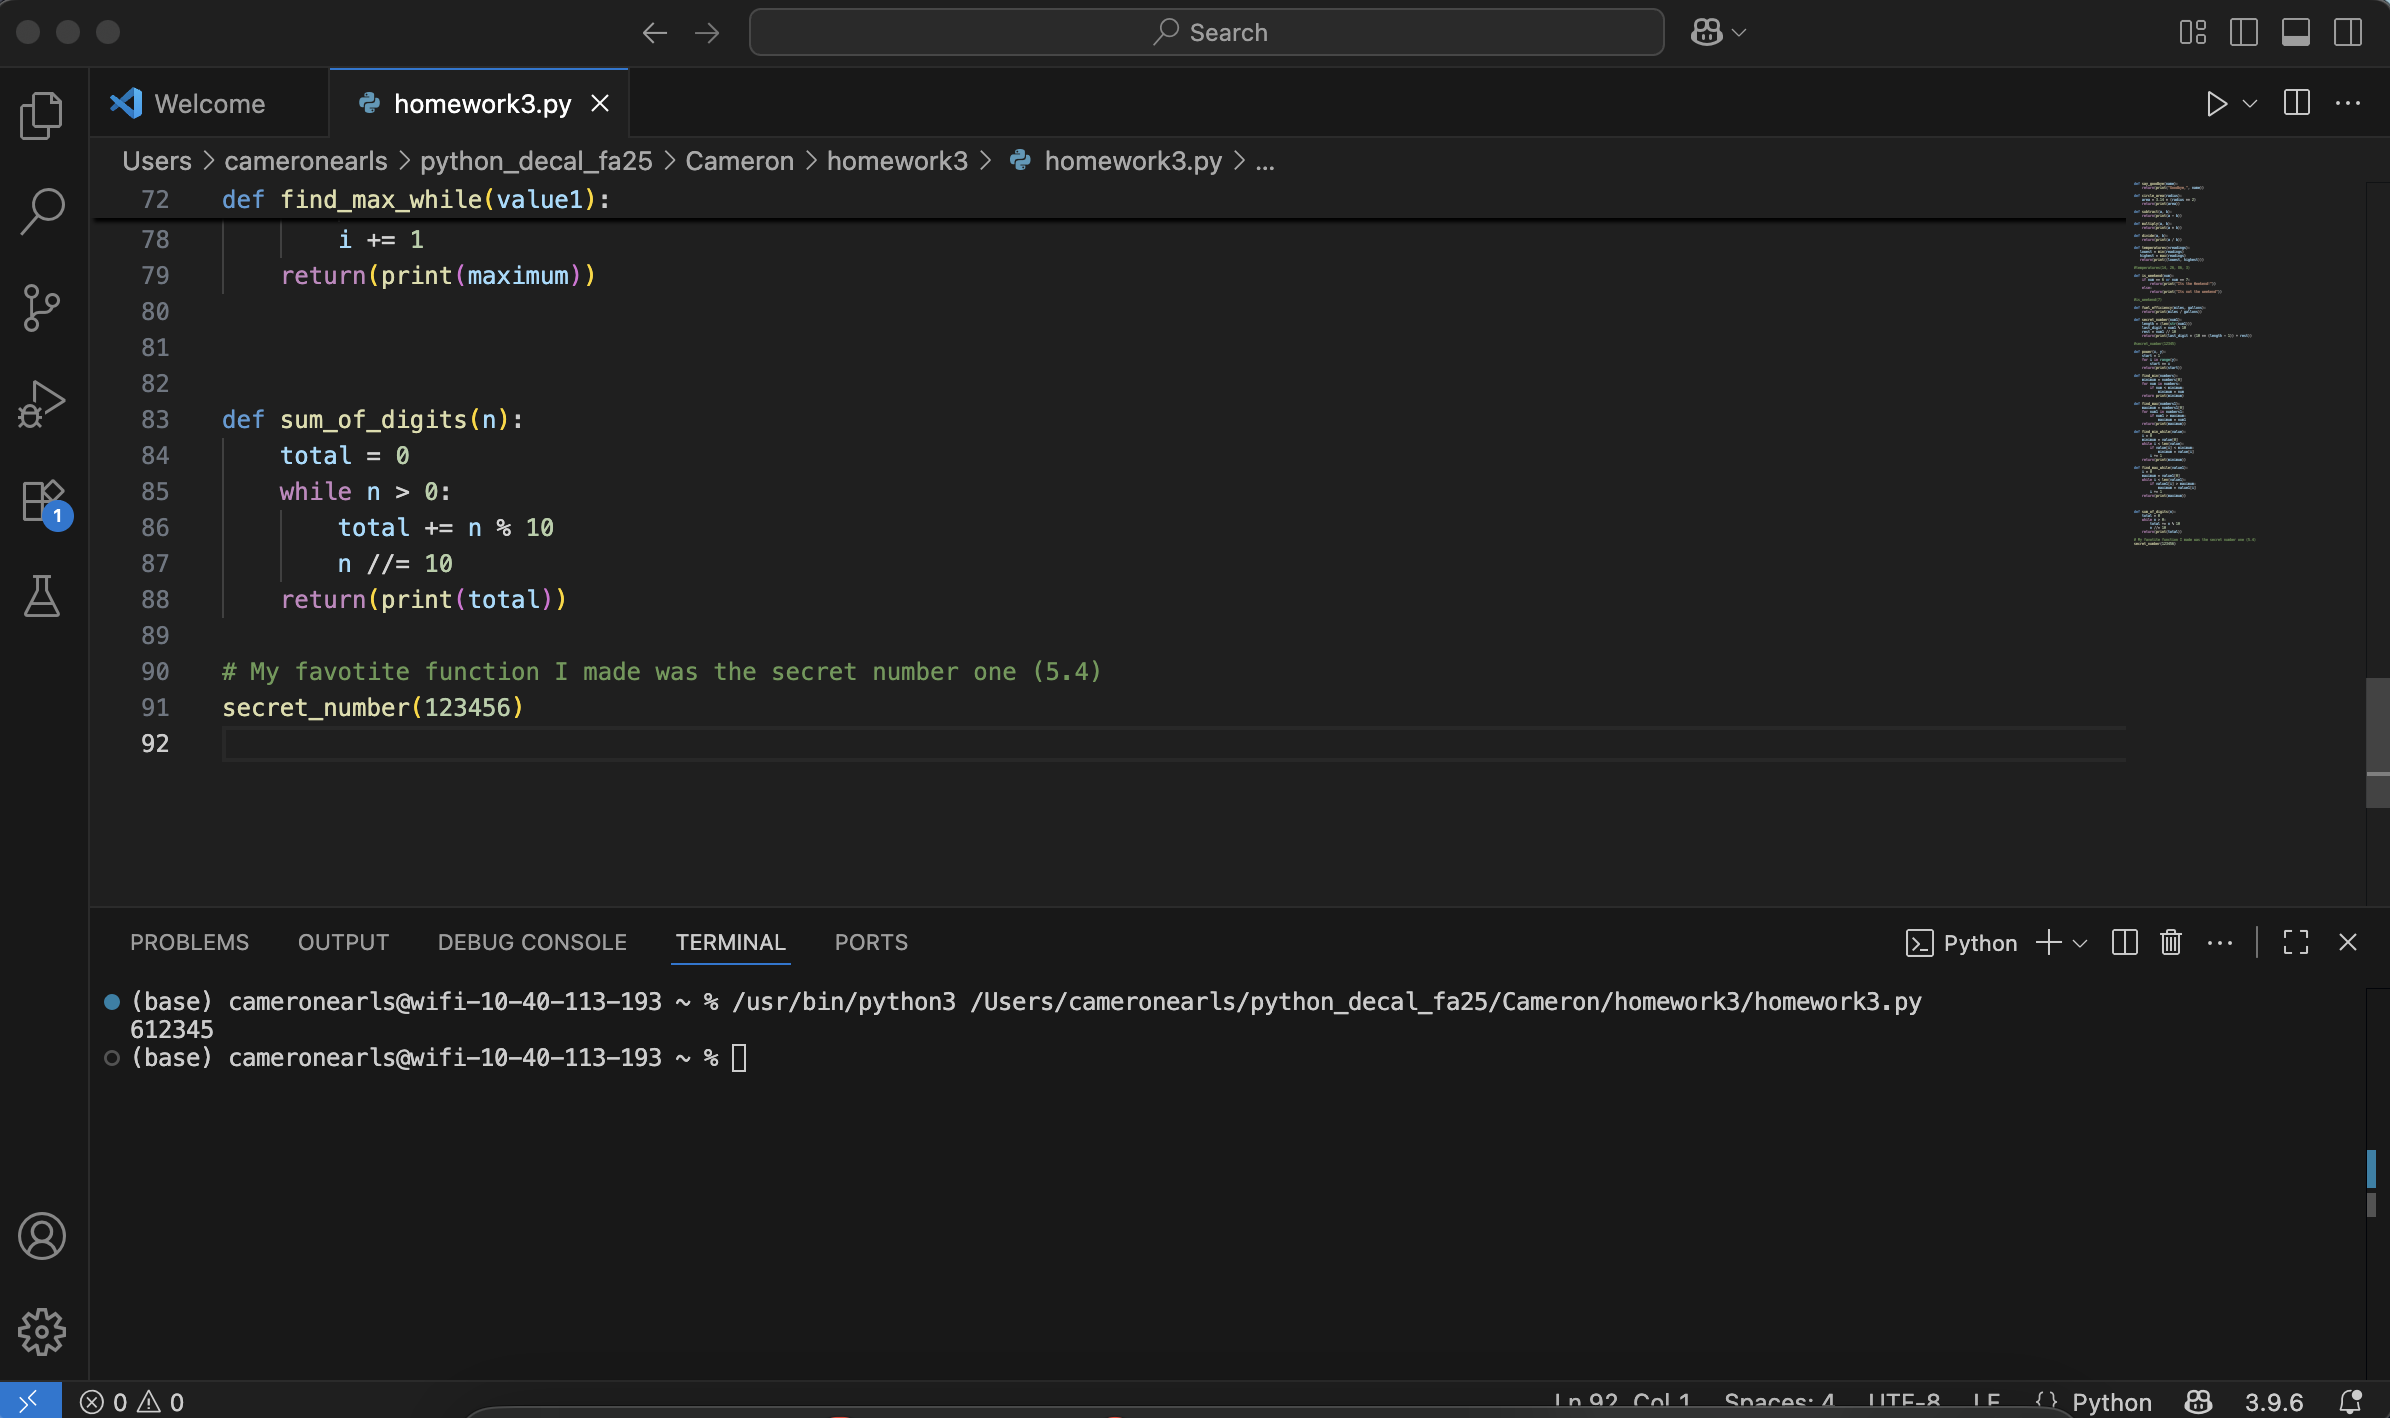 Search
Welcome
homework3.py
Users > cameronearls > python_decal_fa25 > Cameron > homework3 > homework3.py > ...
72 def find_max_while(value1):
78 i += 1
79 return(print(maximum))
80
81
82
83 def sum_of_digits(n):
84 total = 0
85 while n > 0:
86 total += n % 10
87 n //= 10
88 return(print(total))
89
90 # My favotite function I made was the secret number one (5.4)
91 secret_number(123456)
92
1
PROBLEMS OUTPUT DEBUG CONSOLE TERMINAL PORTS
Python
(base) cameronearls@wifi-10-40-113-193 ~ % /usr/bin/python3 /Users/cameronearls/python_decal_fa25/Cameron/homework3/homework3.py
612345
(base) cameronearls@wifi-10-40-113-193 ~ %
0 0 Ln 92, Col 1 Spaces: 4 UTF-8 LF {} Python 3.9.6